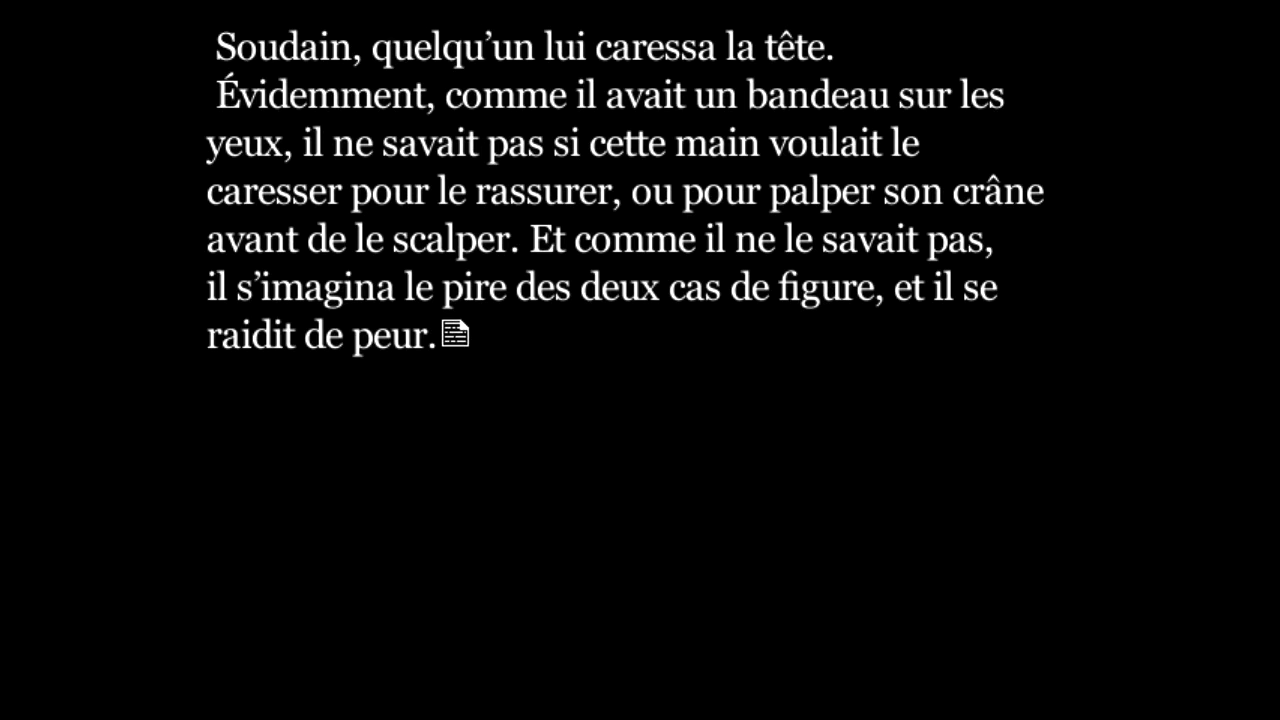 Soudain, quelqu’un lui caressa la tête.
Évidemment, comme il avait un bandeau sur les
yeux, il ne savait pas si cette main voulait le
caresser pour le rassurer, ou pour palper son crâne
avant de le scalper. Et comme il ne le savait pas,
il s’imagina le pire des deux cas de figure, et il se
raidit de peur.